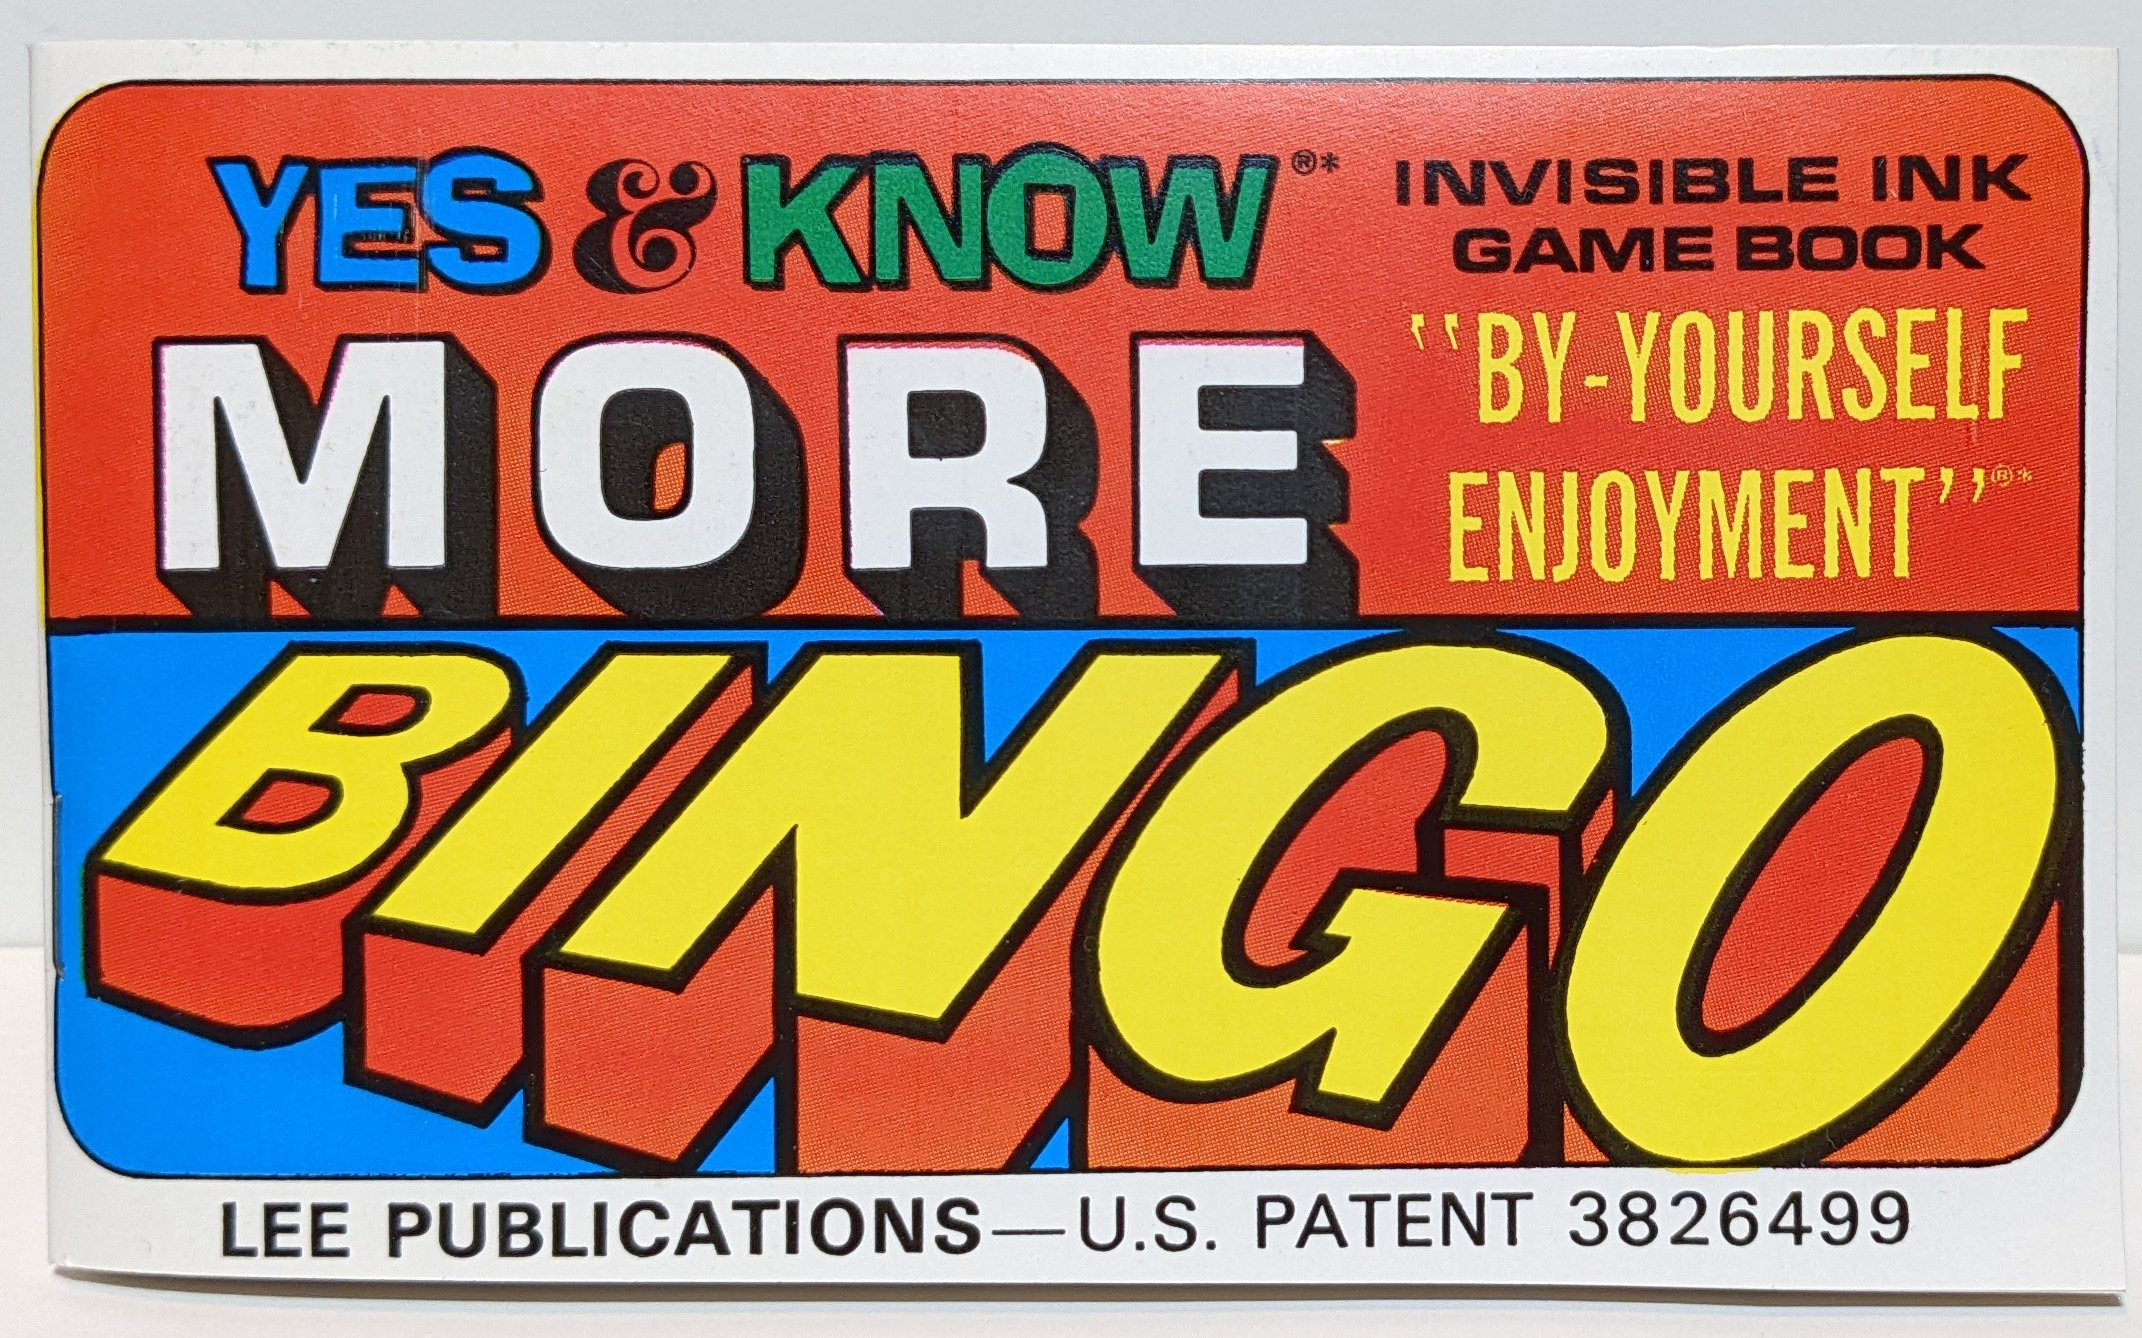 YES & KNOW®*
INVISIBLE INK
GAME BOOK
MORE
"BY-YOURSELF
ENJOYMENT"®*
BINGO
LEE PUBLICATIONS—U.S. PATENT 3826499